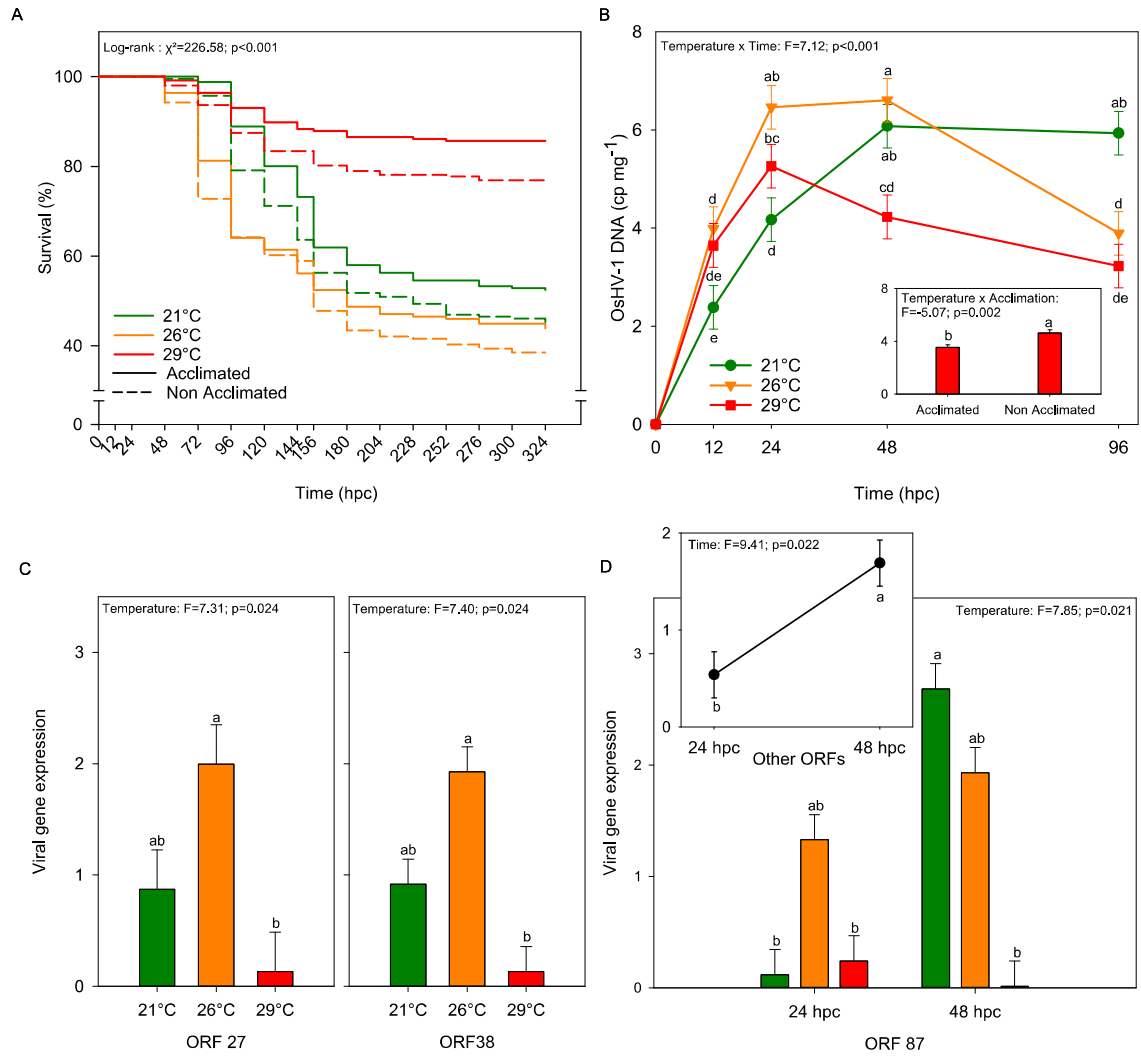 A
Log-rank : χ²=226.58; p<0.001
100
80
60
40
0
Survival (%)
21°C
26°C
29°C
Acclimated
Non Acclimated
0 12 24 48 72 96 120 144 156 180 204 228 252 276 300 324
Time (hpc)
B
Temperature x Time: F=7.12; p<0.001
8
6
4
2
0
OsHV-1 DNA (cp mg⁻¹)
ab
a
ab
bc
ab
d
cd
d
de
d
e
de
21°C
26°C
29°C
8
4
0
Temperature x Acclimation:
F=-5.07; p=0.002
b
a
Acclimated
Non Acclimated
0 12 24 48 96
Time (hpc)
C
Temperature: F=7.31; p=0.024
Temperature: F=7.40; p=0.024
3
2
1
0
Viral gene expression
ab
a
b
ab
a
b
21°C 26°C 29°C
21°C 26°C 29°C
ORF 27
ORF38
D
Time: F=9.41; p=0.022
2
1
0
b
a
24 hpc
48 hpc
Other ORFs
Temperature: F=7.85; p=0.021
3
2
1
0
Viral gene expression
b
ab
b
a
ab
b
24 hpc
48 hpc
ORF 87